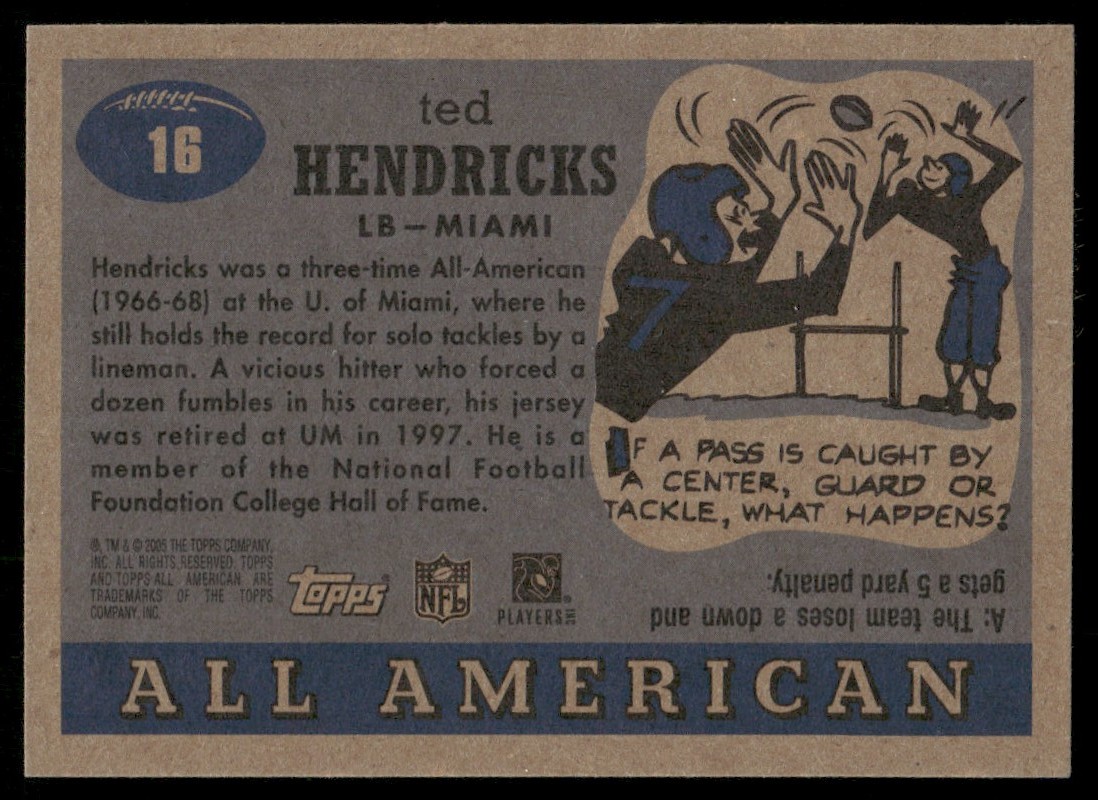 16
ted
HENDRICKS
LB – MIAMI
Hendricks was a three-time All-American
(1966-68) at the U. of Miami, where he
still holds the record for solo tackles by a
lineman. A vicious hitter who forced a
dozen fumbles in his career, his jersey
was retired at UM in 1997. He is a
member of the National Football
Foundation College Hall of Fame.
7
IF A PASS IS CAUGHT BY
A CENTER, GUARD OR
TACKLE, WHAT HAPPENS?
A: The team loses a down and
gets a 5 yard penalty.
®, TM & © 2005 THE TOPPS COMPANY,
INC. ALL RIGHTS RESERVED. TOPPS
AND TOPPS ALL AMERICAN ARE
TRADEMARKS OF THE TOPPS
COMPANY, INC.
Topps®
NFL
PLAYERS INC
ALL AMERICAN